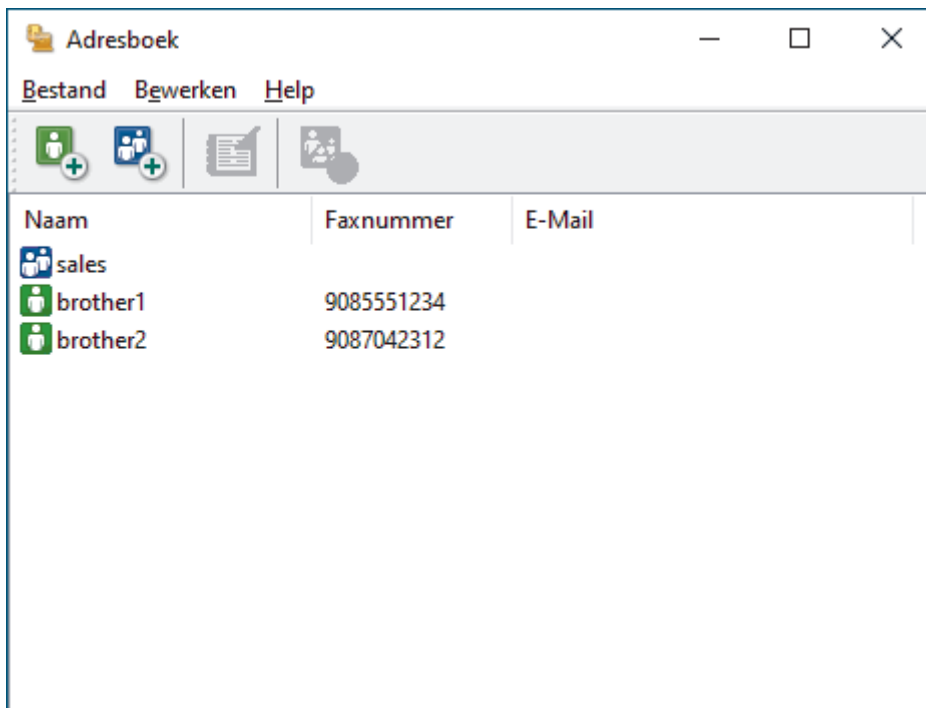 Adresboek
Bestand Bewerken Help
Naam Faxnummer E-Mail
sales
brother1 9085551234
brother2 9087042312